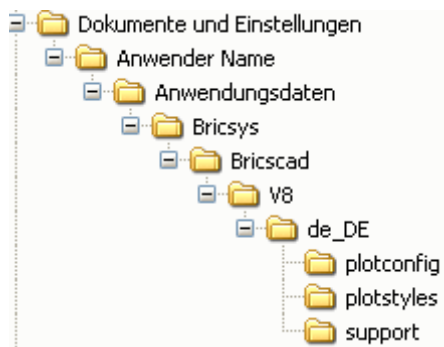 Dokumente und Einstellungen
Anwender Name
Anwendungsdaten
Bricsys
Bricscad
V8
de_DE
plotconfig
plotstyles
support